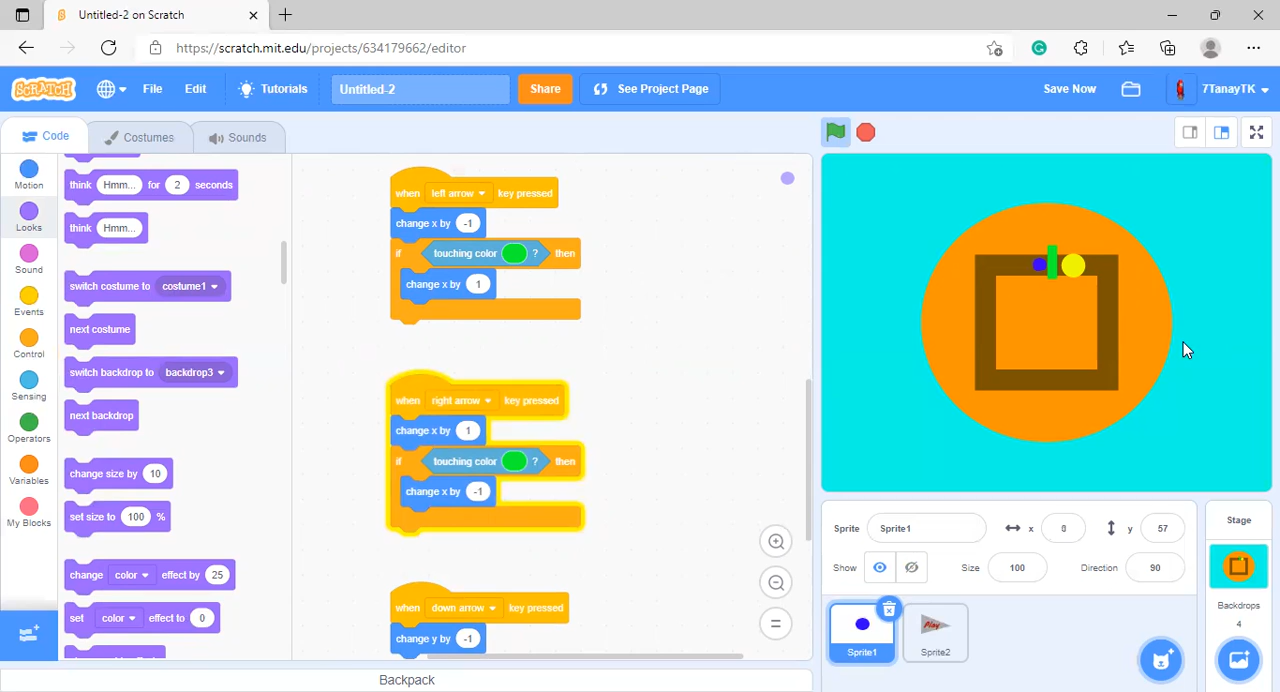 Untitled-2 on Scratch
https://scratch.mit.edu/projects/634179662/editor
SCRATCH
File
Edit
Tutorials
Untitled-2
Share
See Project Page
Save Now
7TanayTK
Code
Costumes
Sounds
Motion
Looks
Sound
Events
Control
Sensing
Operators
Variables
My Blocks
think Hmm... for 2 seconds
think Hmm...
switch costume to costume1
next costume
switch backdrop to backdrop3
next backdrop
change size by 10
set size to 100 %
change color effect by 25
set color effect to 0
when left arrow key pressed
change x by -1
if touching color ? then
change x by 1
when right arrow key pressed
change x by 1
if touching color ? then
change x by -1
when down arrow key pressed
change y by -1
Backpack
Sprite Sprite1 x 0 y 57
Show Size 100 Direction 90
Sprite1
Play
Sprite2
Stage
Backdrops
4